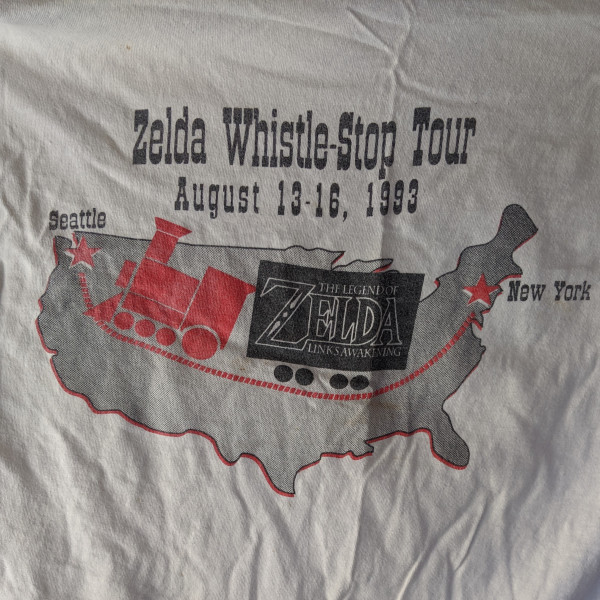 Zelda Whistle-Stop Tour
August 13-16, 1993
Seattle
THE LEGEND OF
ZELDA
LINK'S AWAKENING
New York